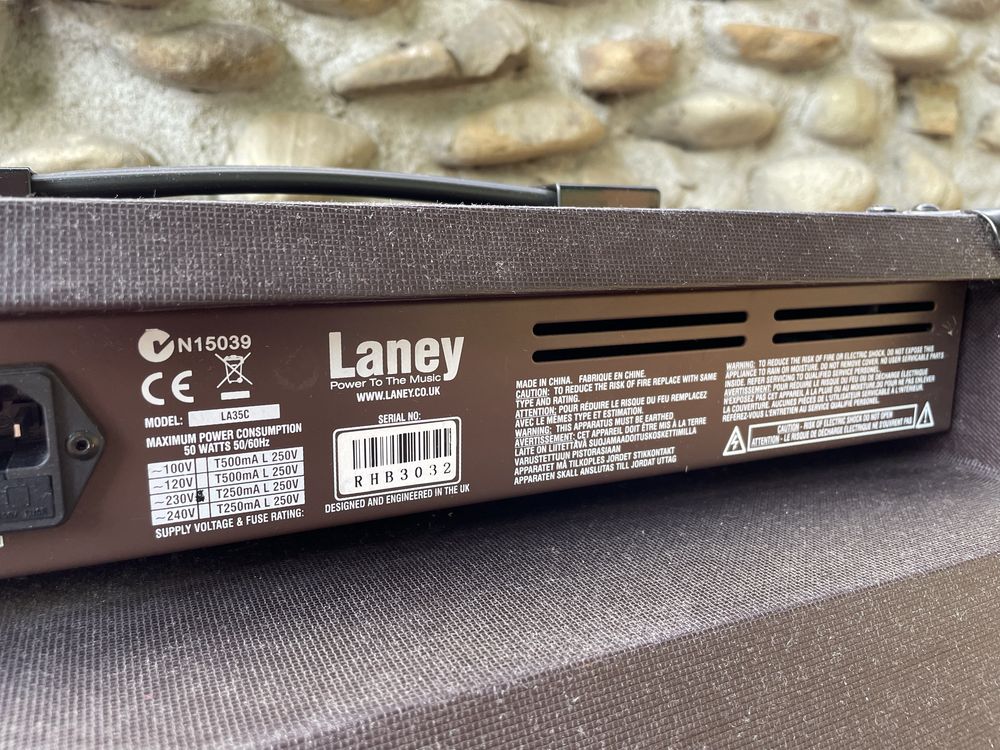 N15039
CE
MODEL: LA35C
MAXIMUM POWER CONSUMPTION
50 WATTS 50/60Hz
~100V T500mA L 250V
~120V T500mA L 250V
~230V T250mA L 250V
~240V T250mA L 250V
SUPPLY VOLTAGE & FUSE RATING:
Laney
Power To The Music
WWW.LANEY.CO.UK
SERIAL NO:
RHB3032
DESIGNED AND ENGINEERED IN THE UK
MADE IN CHINA. FABRIQUE EN CHINE.
CAUTION: TO REDUCE THE RISK OF FIRE REPLACE WITH SAME
TYPE AND RATING.
ATTENTION: POUR RÉDUIRE LE RISQUE DU FEU REMPLACEZ
AVEC LE MÊMES TYPE ET ESTIMATION.
WARNING: THIS APPARATUS MUST BE EARTHED.
AVERTISSEMENT: CET APPAREIL DOIT ÊTRE MIS À LA TERRE
LAITE ON LIITETTÄVÄ SUOJAMAADOITUSKOSKETTIMILLA
VARUSTETTUUN PISTORASIAAN
APPARATET MÅ TILKOPLES JORDET STIKKONTAKT
APPARATEN SKALL ANSLUTAS TILL JORDAT UTTAG
WARNING: TO REDUCE THE RISK OF FIRE OR ELECTRIC SHOCK, DO NOT EXPOSE THIS
APPLIANCE TO RAIN OR MOISTURE. DO NOT REMOVE COVER. NO USER SERVICEABLE PARTS
INSIDE. REFER SERVICING TO QUALIFIED SERVICE PERSONNEL.
AVERTISSEMENT: POUR RÉDUIRE LE RISQUE DU FEU OU D'ÉLECTROCUTION
N'EXPOSEZ PAS CET APPAREIL À LA PLUIE OU À L'HUMIDITÉ. NE PAS ENLEVER
LA COUVERTURE. AUCUNES PIÈCES DE L'UTILISATEUR SERVICEABLE
REFÉREZ-VOUS ENTRETENIR AU SERVICE QUALIFIÉ PERSONNEL.
CAUTION - RISK OF ELECTRIC SHOCK DO NOT OPEN
ATTENTION - LE RISQUE DE DÉCHARGE ÉLECTRIQUE NE OUVREMENT PAS